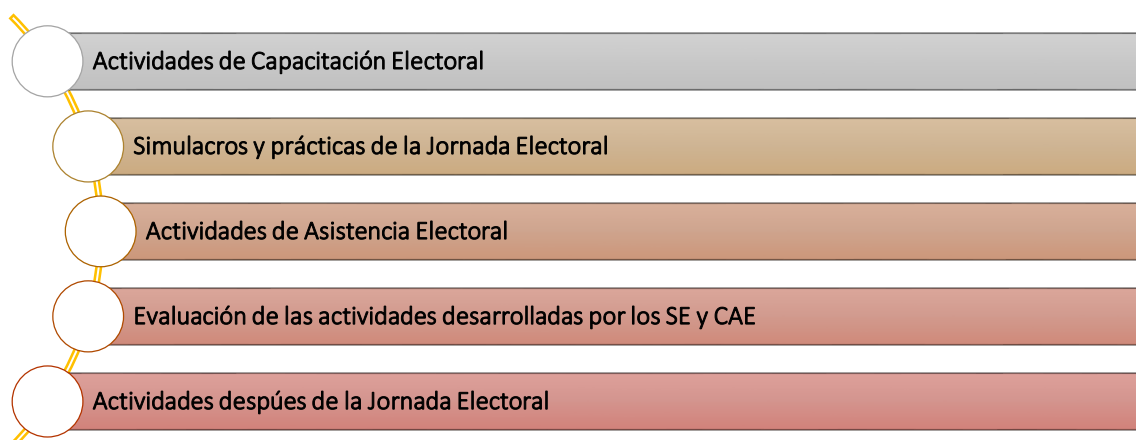 Actividades de Capacitación Electoral
Simulacros y prácticas de la Jornada Electoral
Actividades de Asistencia Electoral
Evaluación de las actividades desarrolladas por los SE y CAE
Actividades despúes de la Jornada Electoral